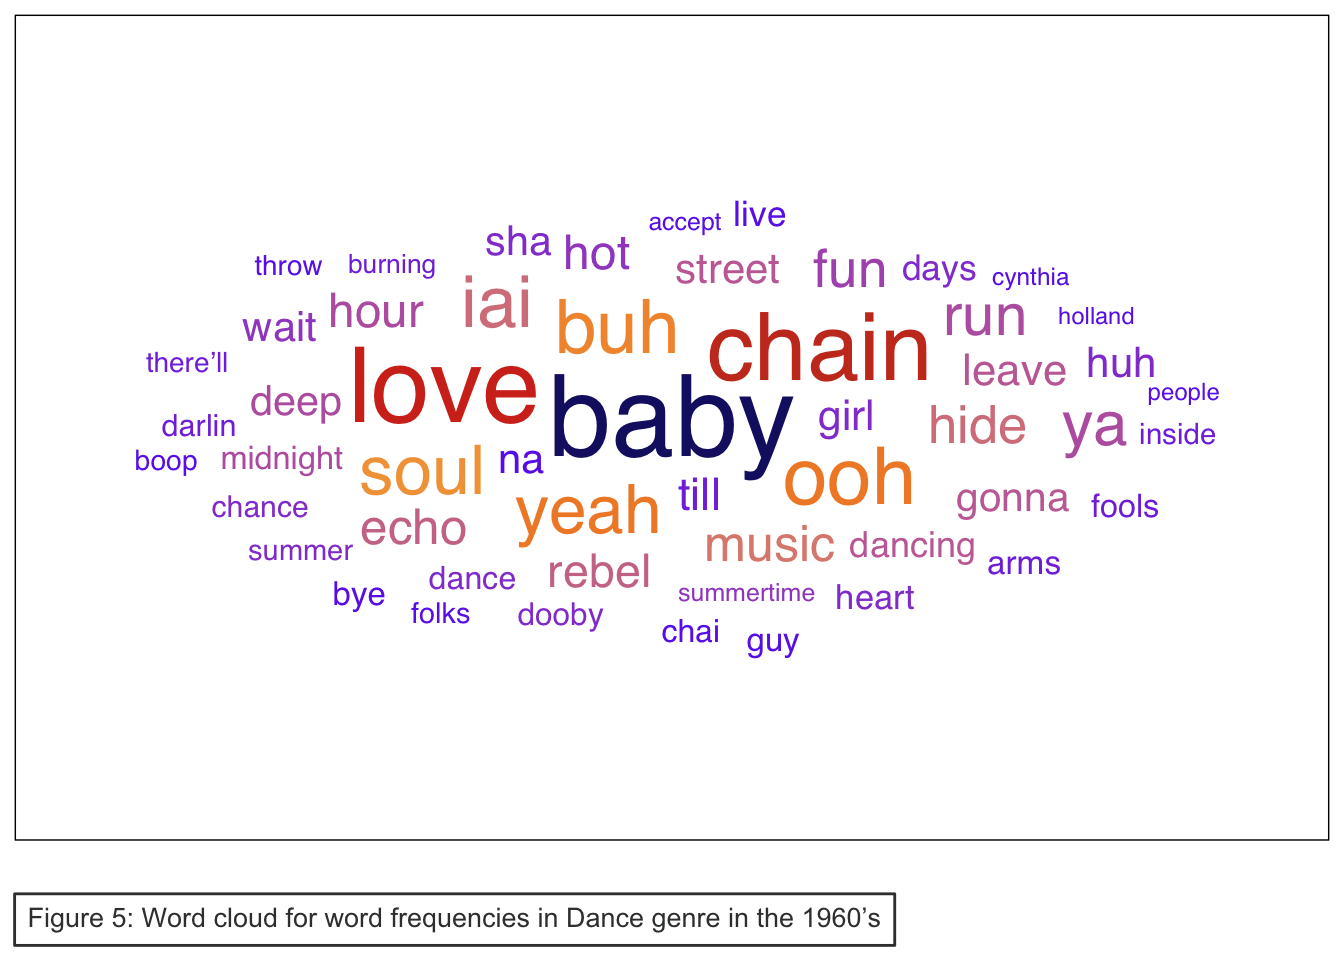 accept live
sha hot
throw burning street fun days cynthia
hour iai buh chain run holland
wait
there’ll love baby leave huh
people
deep girl hide ya inside
darlin
boop midnight soul na ooh
chance yeah till gonna fools
echo music dancing
summer rebel arms
bye dance summertime heart
folks dooby chai guy
Figure 5: Word cloud for word frequencies in Dance genre in the 1960’s